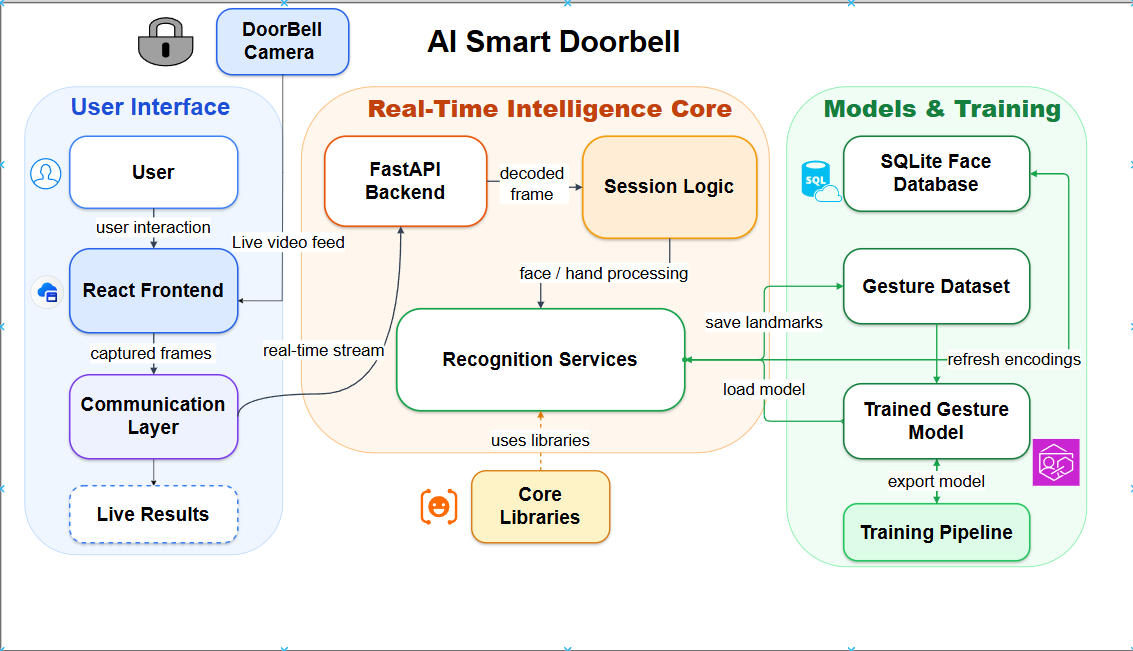 DoorBell
Camera
AI Smart Doorbell
User Interface
User
user interaction
Live video feed
React Frontend
captured frames
real-time stream
Communication
Layer
Live Results
Real-Time Intelligence Core
FastAPI
Backend
decoded
frame
Session Logic
face / hand processing
Recognition Services
uses libraries
Core
Libraries
Models & Training
SQL
SQLite Face
Database
Gesture Dataset
save landmarks
refresh encodings
load model
Trained Gesture
Model
export model
Training Pipeline